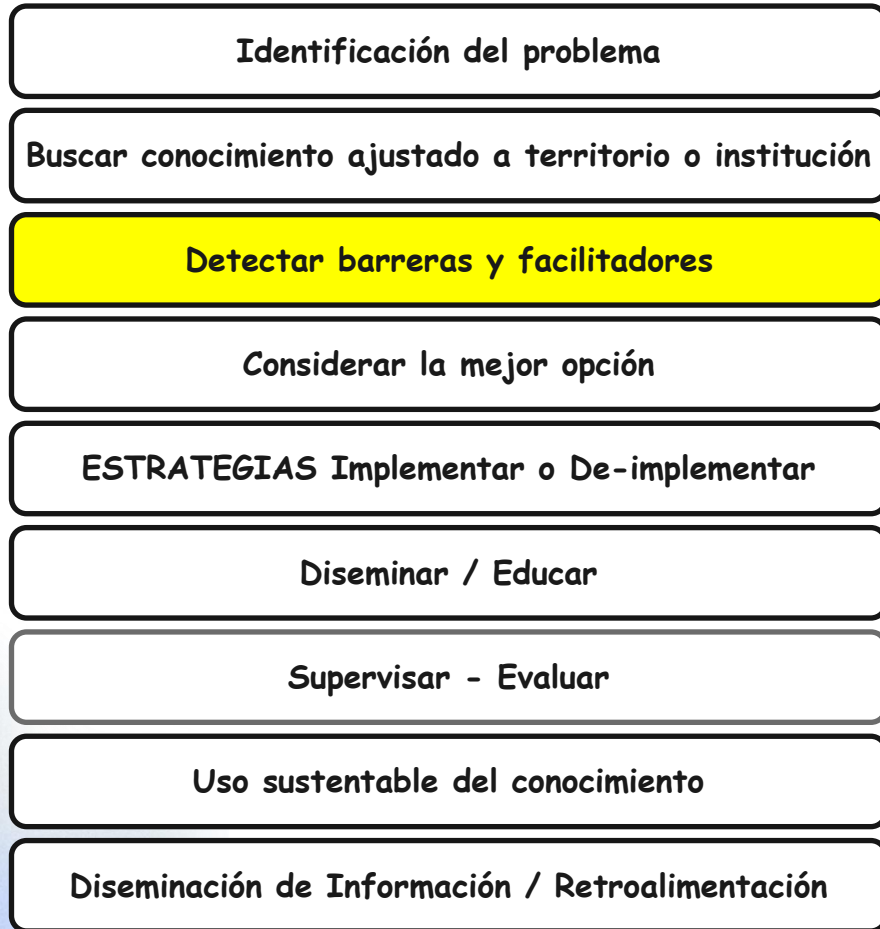 Identificación del problema
Buscar conocimiento ajustado a territorio o institución
Detectar barreras y facilitadores
Considerar la mejor opción
ESTRATEGIAS Implementar o De-implementar
Diseminar / Educar
Supervisar - Evaluar
Uso sustentable del conocimiento
Diseminación de Información / Retroalimentación